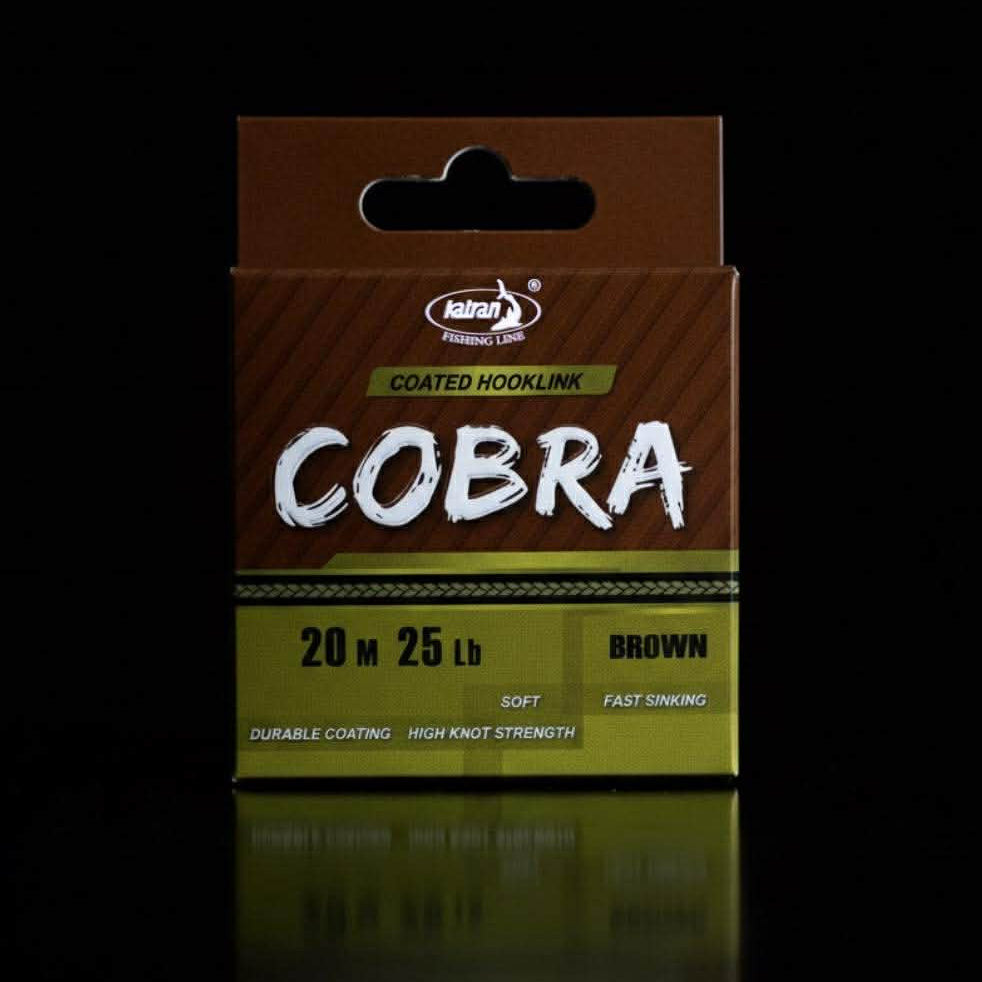 katran ®
FISHING LINE
COATED HOOKLINK
COBRA
20 M 25 Lb BROWN
SOFT FAST SINKING
DURABLE COATING HIGH KNOT STRENGTH